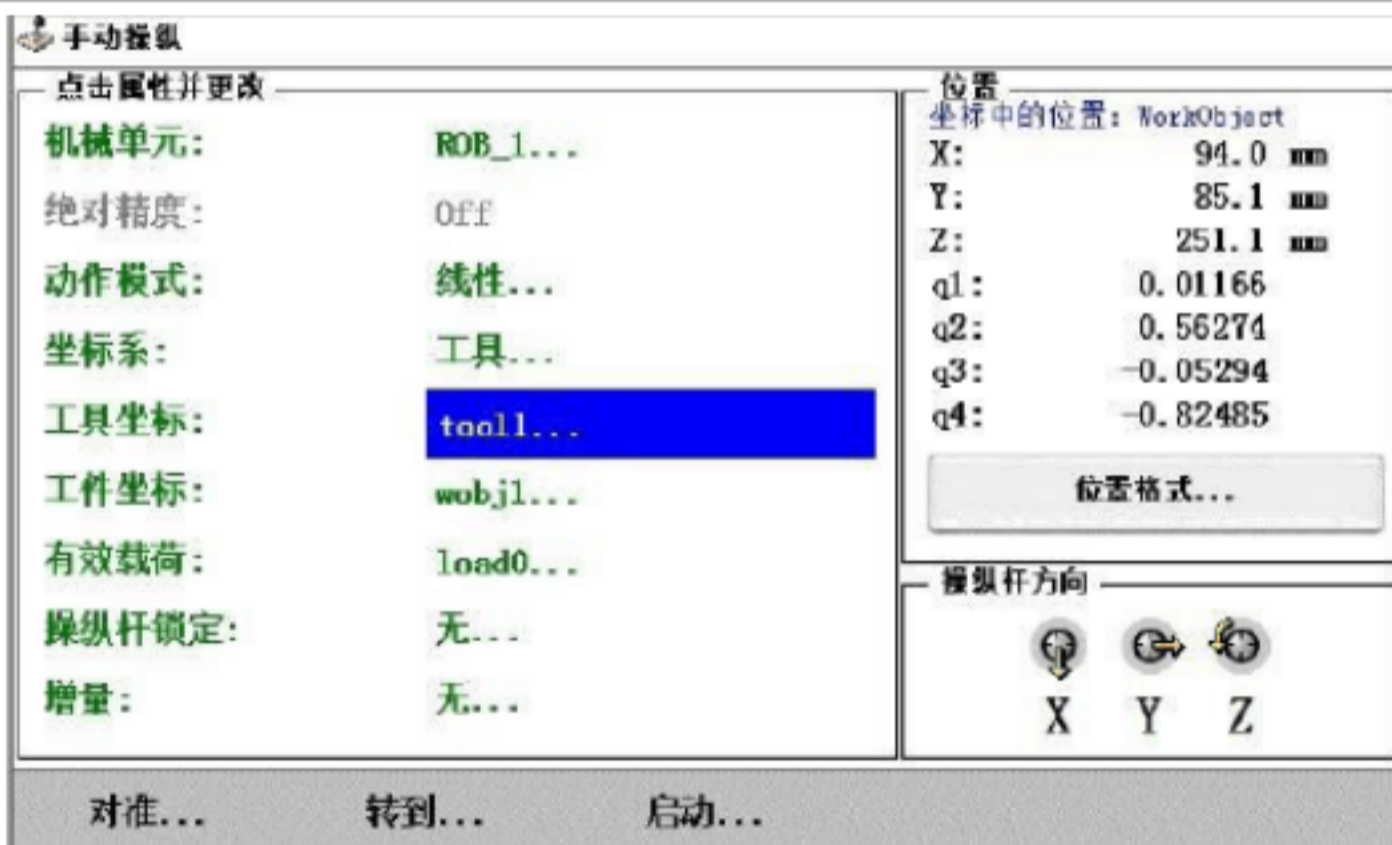 手动操纵
点击属性并更改
机械单元: ROB_1...
绝对精度: Off
动作模式: 线性...
坐标系: 工具...
工具坐标: tool1...
工件坐标: wobj1...
有效载荷: load0...
操纵杆锁定: 无...
增量: 无...
位置
坐标中的位置: WorkObject
X: 94.0 mm
Y: 85.1 mm
Z: 251.1 mm
q1: 0.01166
q2: 0.56274
q3: -0.05294
q4: -0.82485
位置格式...
操纵杆方向
X Y Z
对准... 转到... 启动...